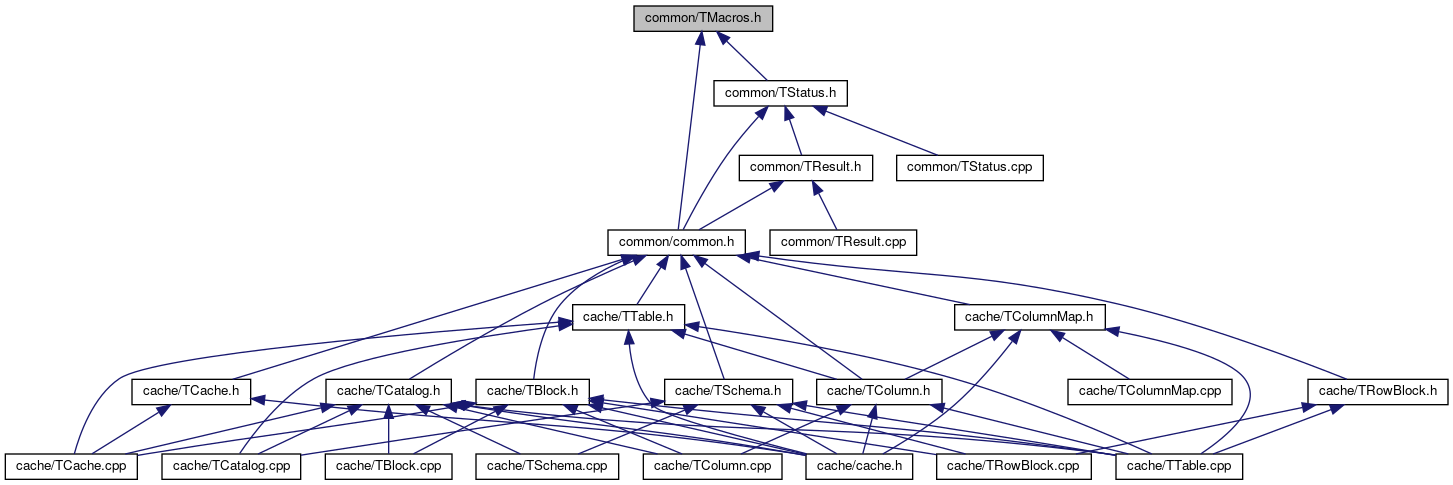 common/TMacros.h
common/TStatus.h
common/TResult.h
common/TStatus.cpp
common/common.h
common/TResult.cpp
cache/TTable.h
cache/TColumnMap.h
cache/TCache.h
cache/TCatalog.h
cache/TBlock.h
cache/TSchema.h
cache/TColumn.h
cache/TColumnMap.cpp
cache/TRowBlock.h
cache/TCache.cpp
cache/TCatalog.cpp
cache/TBlock.cpp
cache/TSchema.cpp
cache/TColumn.cpp
cache/cache.h
cache/TRowBlock.cpp
cache/TTable.cpp